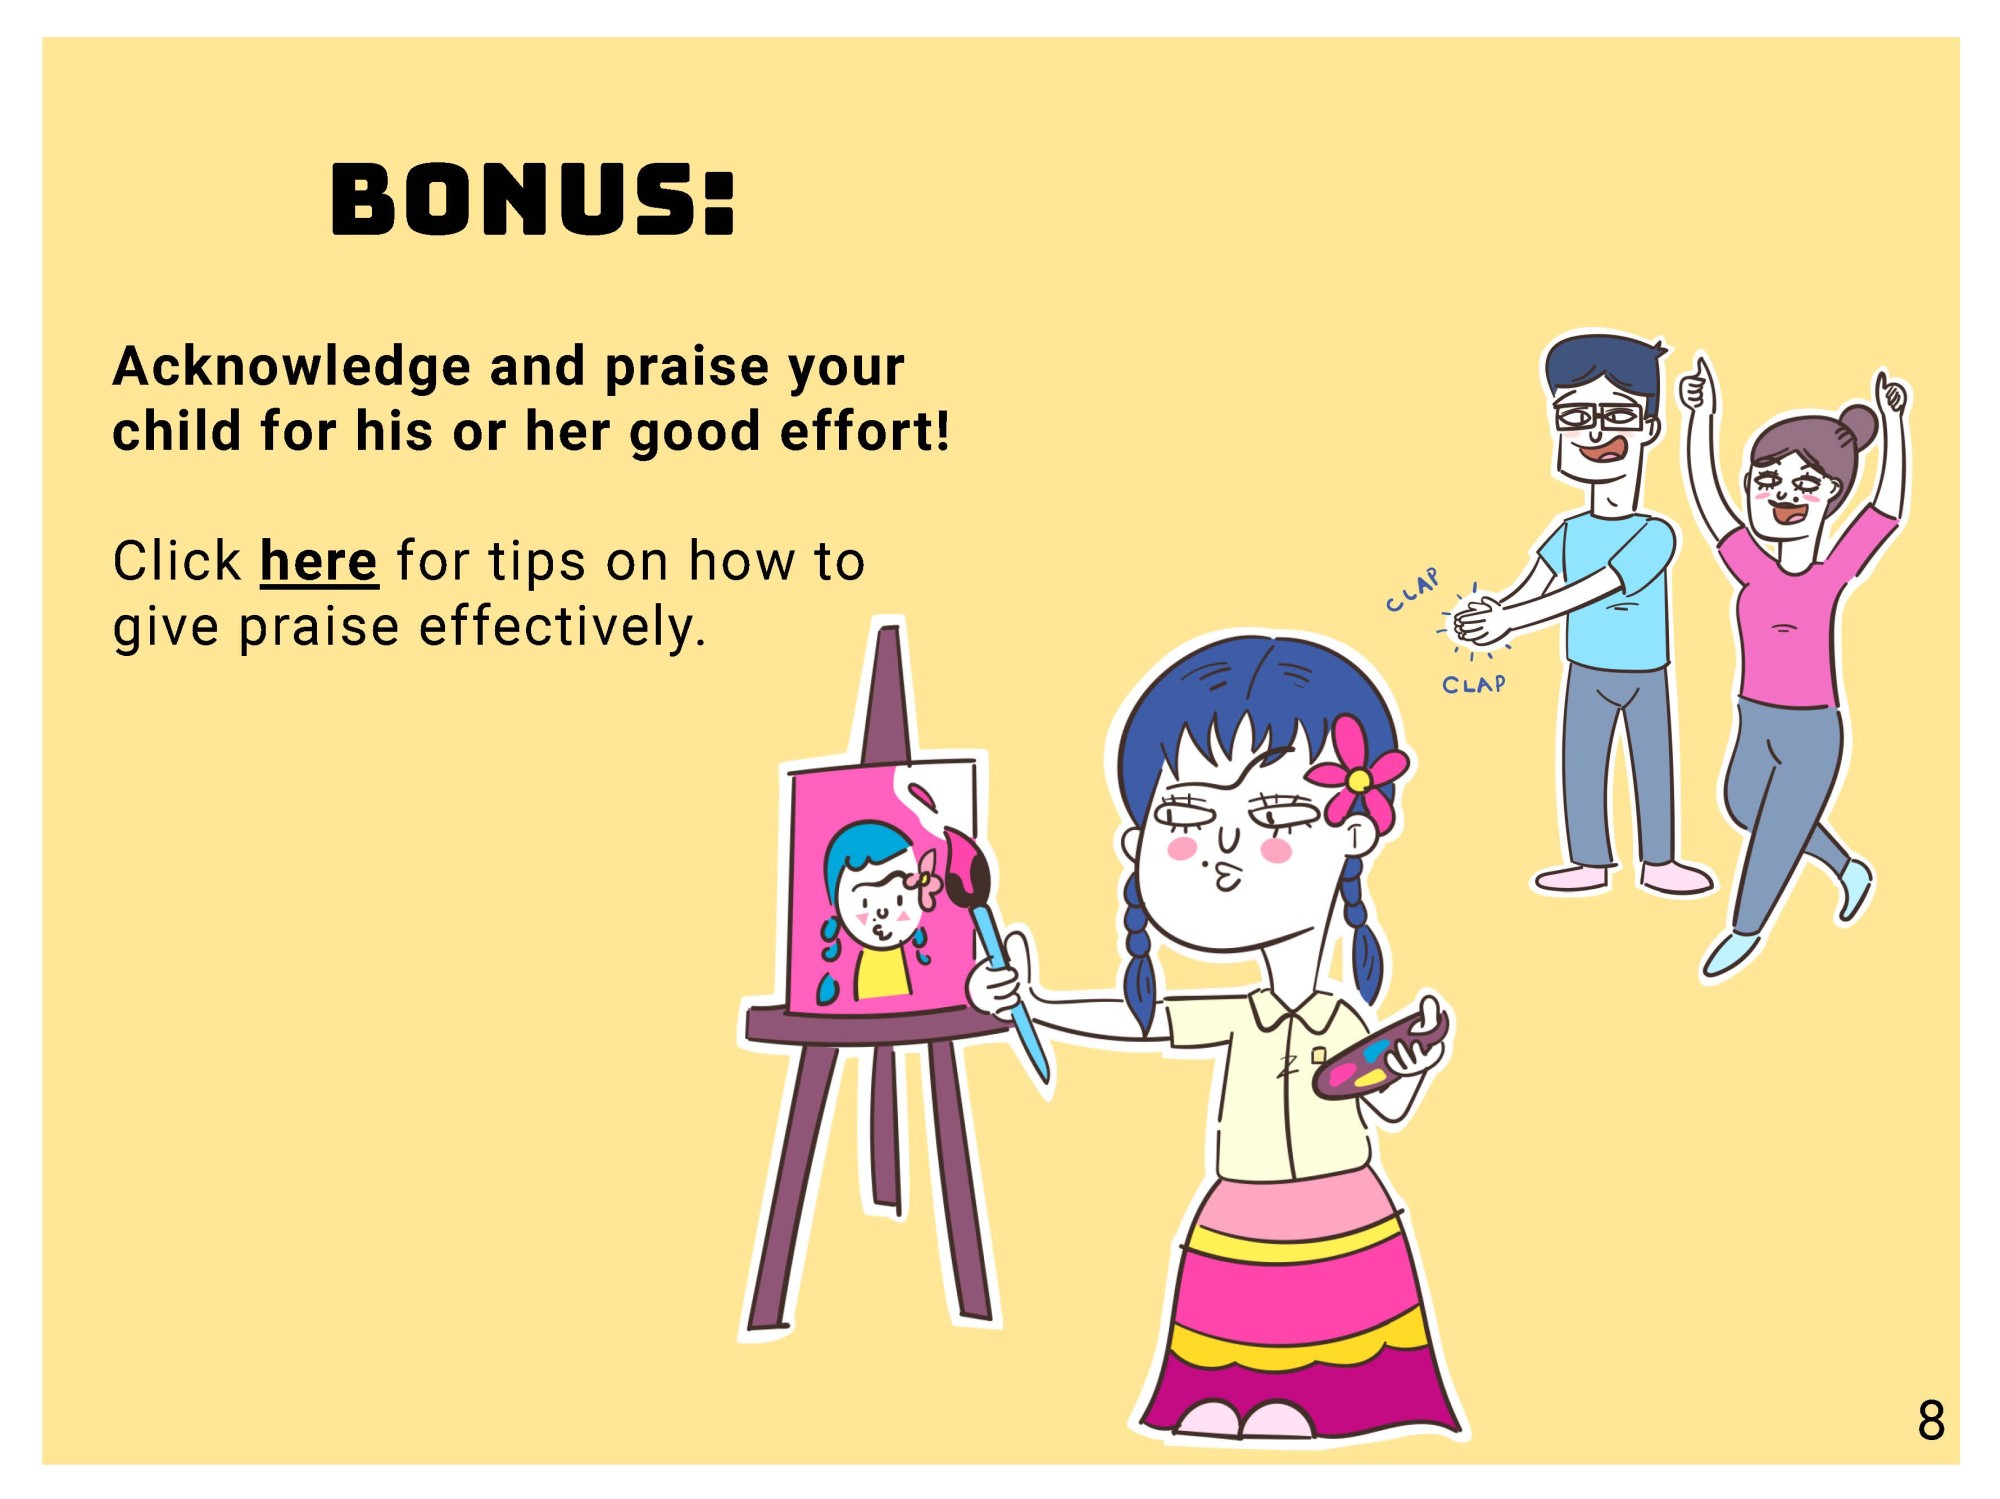 BONUS:
Acknowledge and praise your
child for his or her good effort!
Click here for tips on how to
give praise effectively.
CLAP
CLAP
8